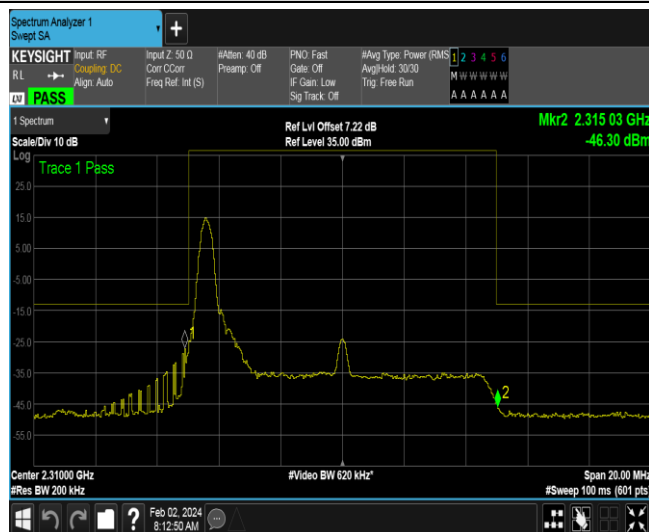 Spectrum Analyzer 1
Swept SA
KEYSIGHT
RL
LXI PASS
Input: RF
Coupling: DC
Align: Auto
Input Z: 50 Ω
Corr CCorr
Freq Ref: Int (S)
#Atten: 40 dB
Preamp: Off
PNO: Fast
Gate: Off
IF Gain: Low
Sig Track: Off
#Avg Type: Power (RMS
Avg|Hold: 30/30
Trig: Free Run
1 2 3 4 5 6
M W W W W W
A A A A A A
1 Spectrum
Scale/Div 10 dB
Ref Lvl Offset 7.22 dB
Ref Level 35.00 dBm
Mkr2 2.315 03 GHz
-46.30 dBm
Log
Trace 1 Pass
25.0
15.0
5.00
-5.00
-15.0
-25.0
-35.0
-45.0
-55.0
1
2
Center 2.31000 GHz
#Res BW 200 kHz
#Video BW 620 kHz*
Span 20.00 MHz
#Sweep 100 ms (601 pts)
?
Feb 02, 2024
8:12:50 AM